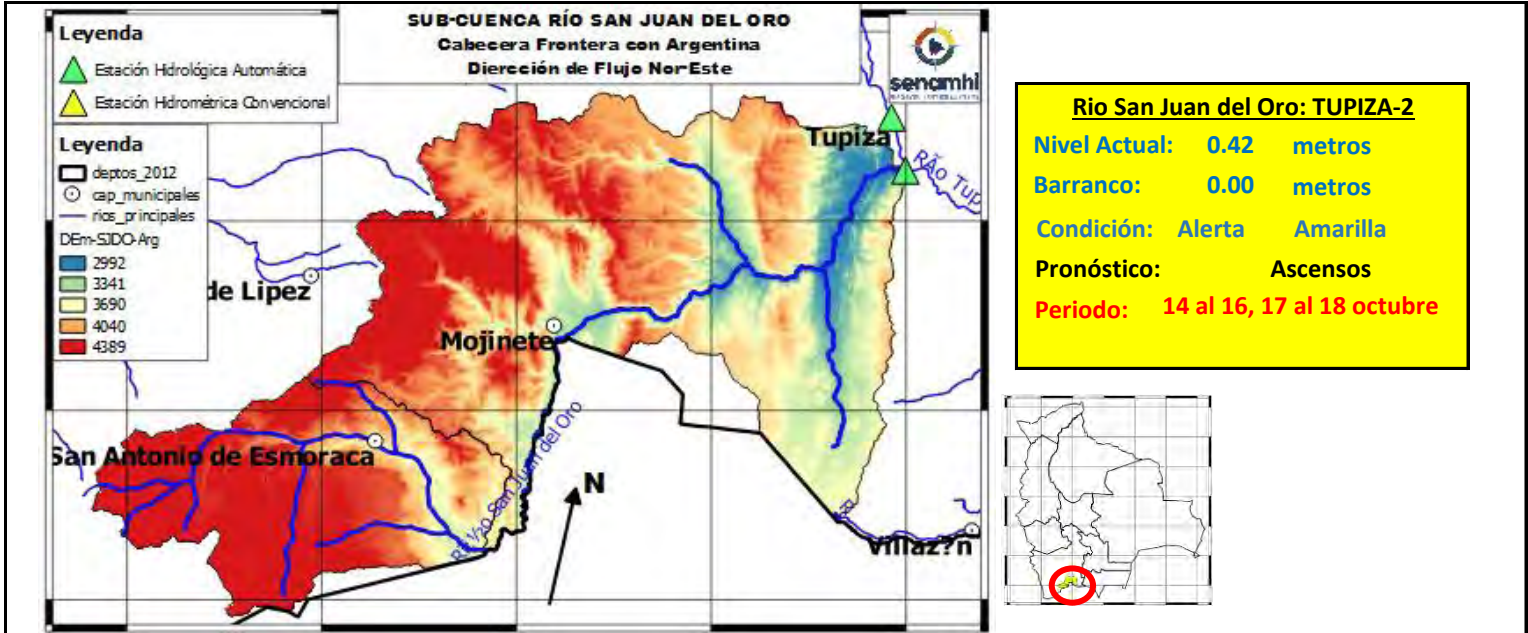 SUB-CUENCA RÍO SAN JUAN DEL ORO
Cabecera Frontera con Argentina
Diercción de Flujo Nor-Este
Leyenda
Estación Hidrológica Automática
Estación Hidrométrica Convencional
Leyenda
deptos_2012
cap_municipales
rios_principales
DEm-SJDO-Arg
2992
3341
3690
4040
4389
senamhi
Tupiza
RÃ­o Tup
de Lipez
Mojinete
San Antonio de Esmoraca
San Juan del Oro
N
Villaz?n
Rio San Juan del Oro: TUPIZA-2
Nivel Actual: 0.42 metros
Barranco: 0.00 metros
Condición: Alerta Amarilla
Pronóstico: Ascensos
Periodo: 14 al 16, 17 al 18 octubre